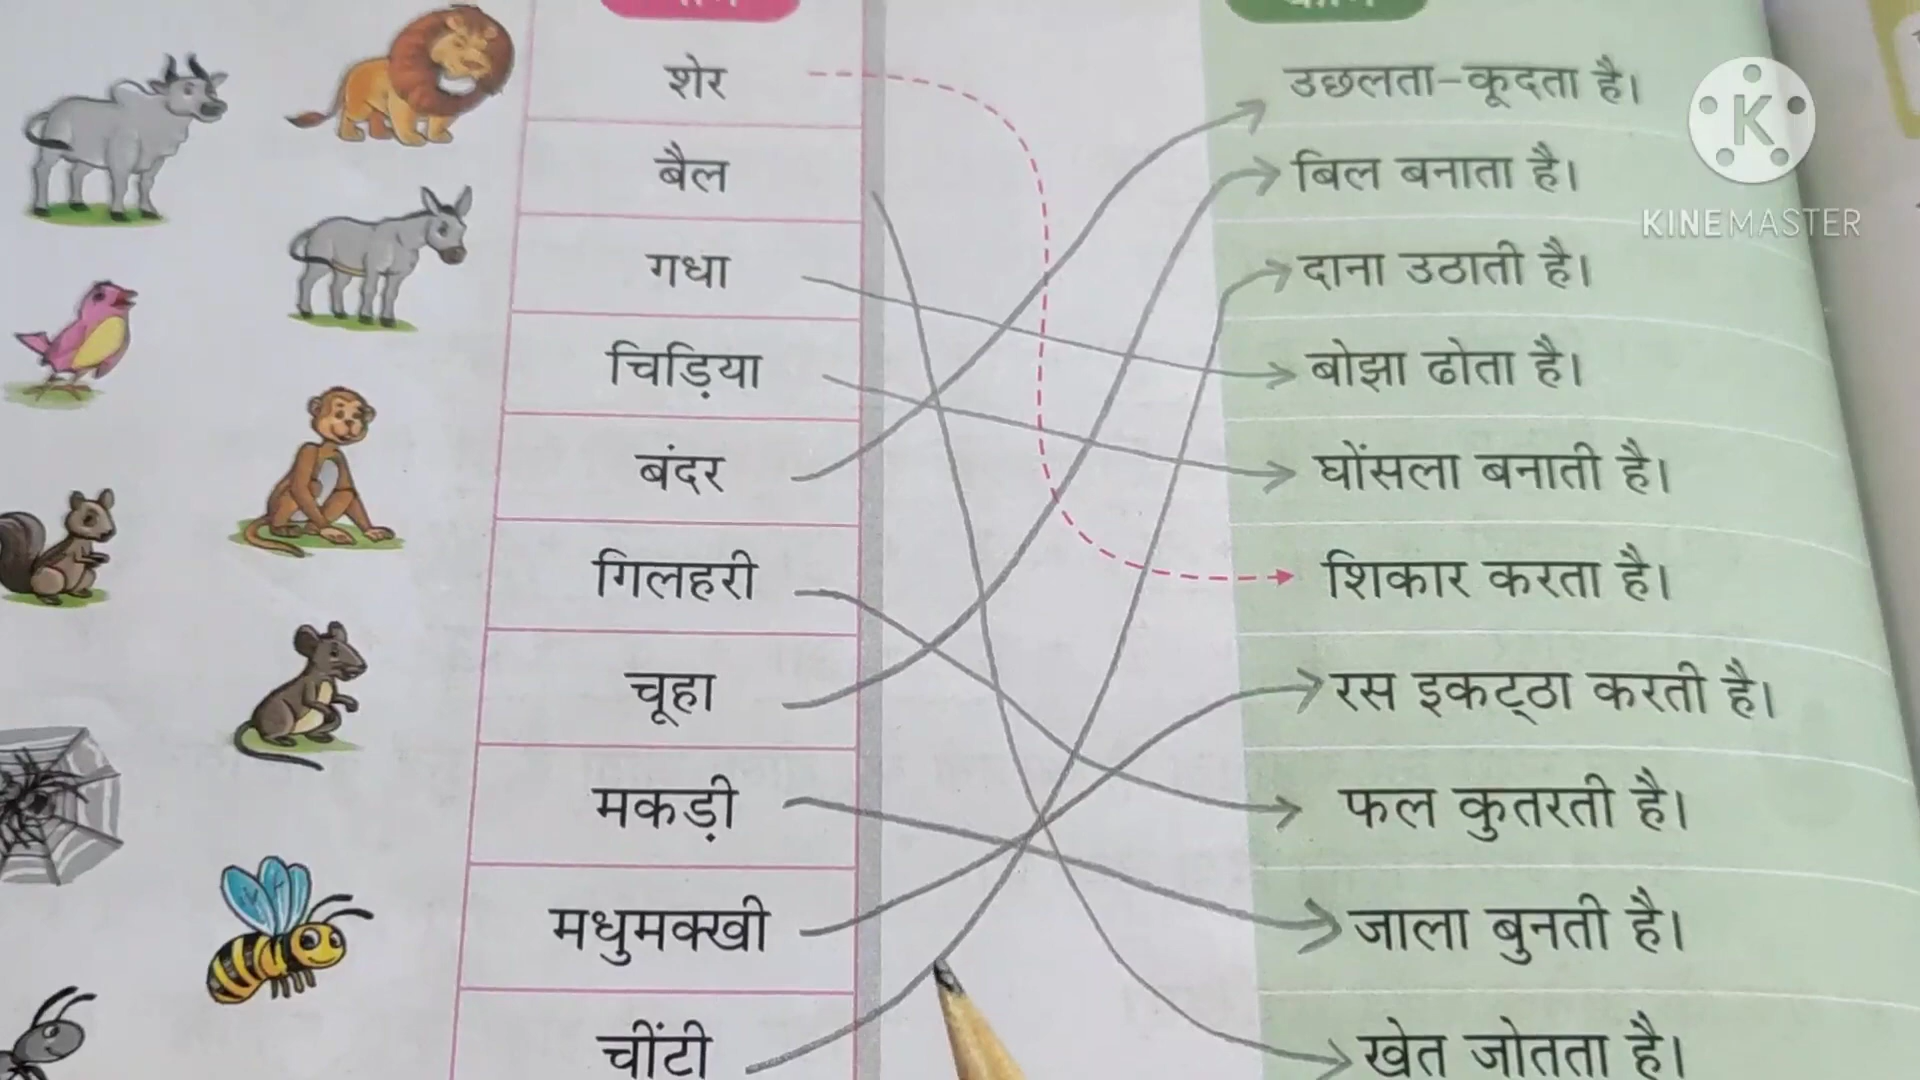 शेर उछलता-कूदता है।
बैल बिल बनाता है।
गधा दाना उठाती है।
चिड़िया बोझा ढोता है।
बंदर घोंसला बनाती है।
गिलहरी शिकार करता है।
चूहा रस इकट्ठा करती है।
मकड़ी फल कुतरती है।
मधुमक्खी जाला बुनती है।
चींटी खेत जोतता है।
K
KINEMASTER